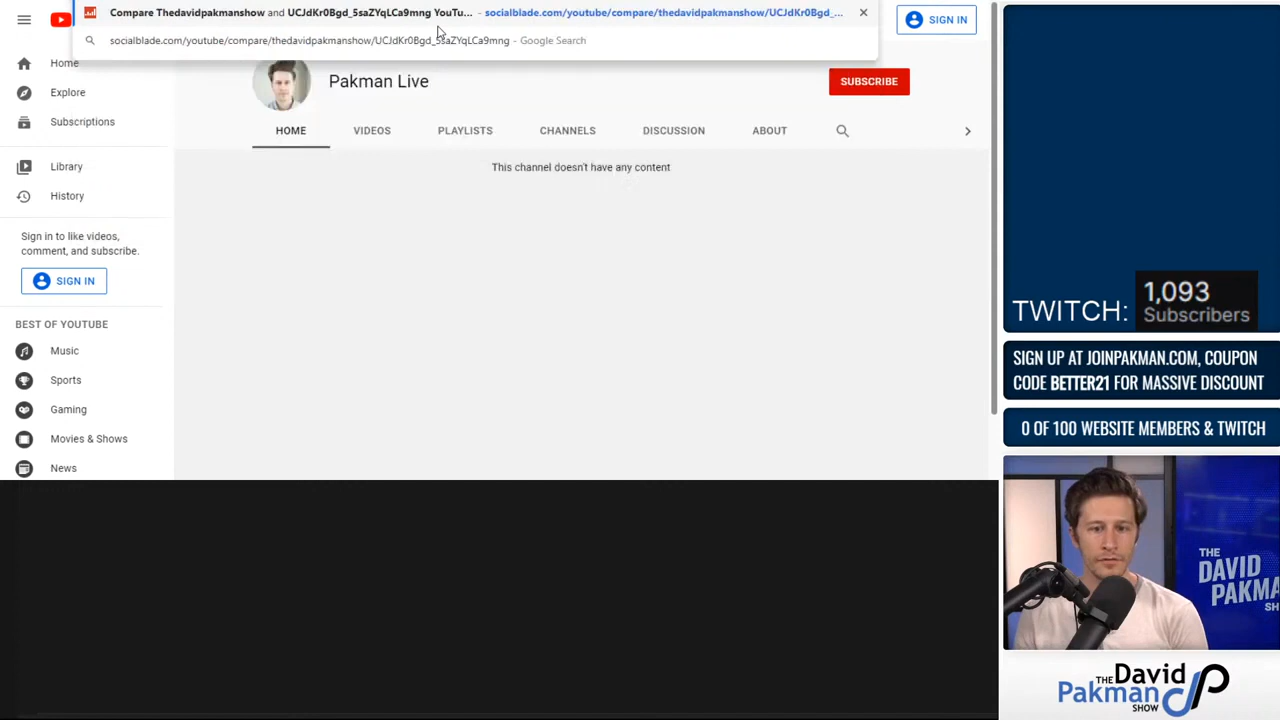 Compare Thedavidpakmanshow and UCJdKr0Bgd_5saZYqLCa9mng YouTu... - socialblade.com/youtube/compare/thedavidpakmanshow/UCJdKr0Bgd_...
socialblade.com/youtube/compare/thedavidpakmanshow/UCJdKr0Bgd_5saZYqLCa9mng - Google Search
SIGN IN
Home
Explore
Subscriptions
Library
History
Sign in to like videos,
comment, and subscribe.
SIGN IN
BEST OF YOUTUBE
Music
Sports
Gaming
Movies & Shows
News
Pakman Live
SUBSCRIBE
HOME VIDEOS PLAYLISTS CHANNELS DISCUSSION ABOUT
This channel doesn't have any content
TWITCH: 1,093
Subscribers
SIGN UP AT JOINPAKMAN.COM, COUPON
CODE BETTER21 FOR MASSIVE DISCOUNT
0 OF 100 WEBSITE MEMBERS & TWITCH
THE
DAVID
PAKMA
SH
THE David
Pakman
SHOW